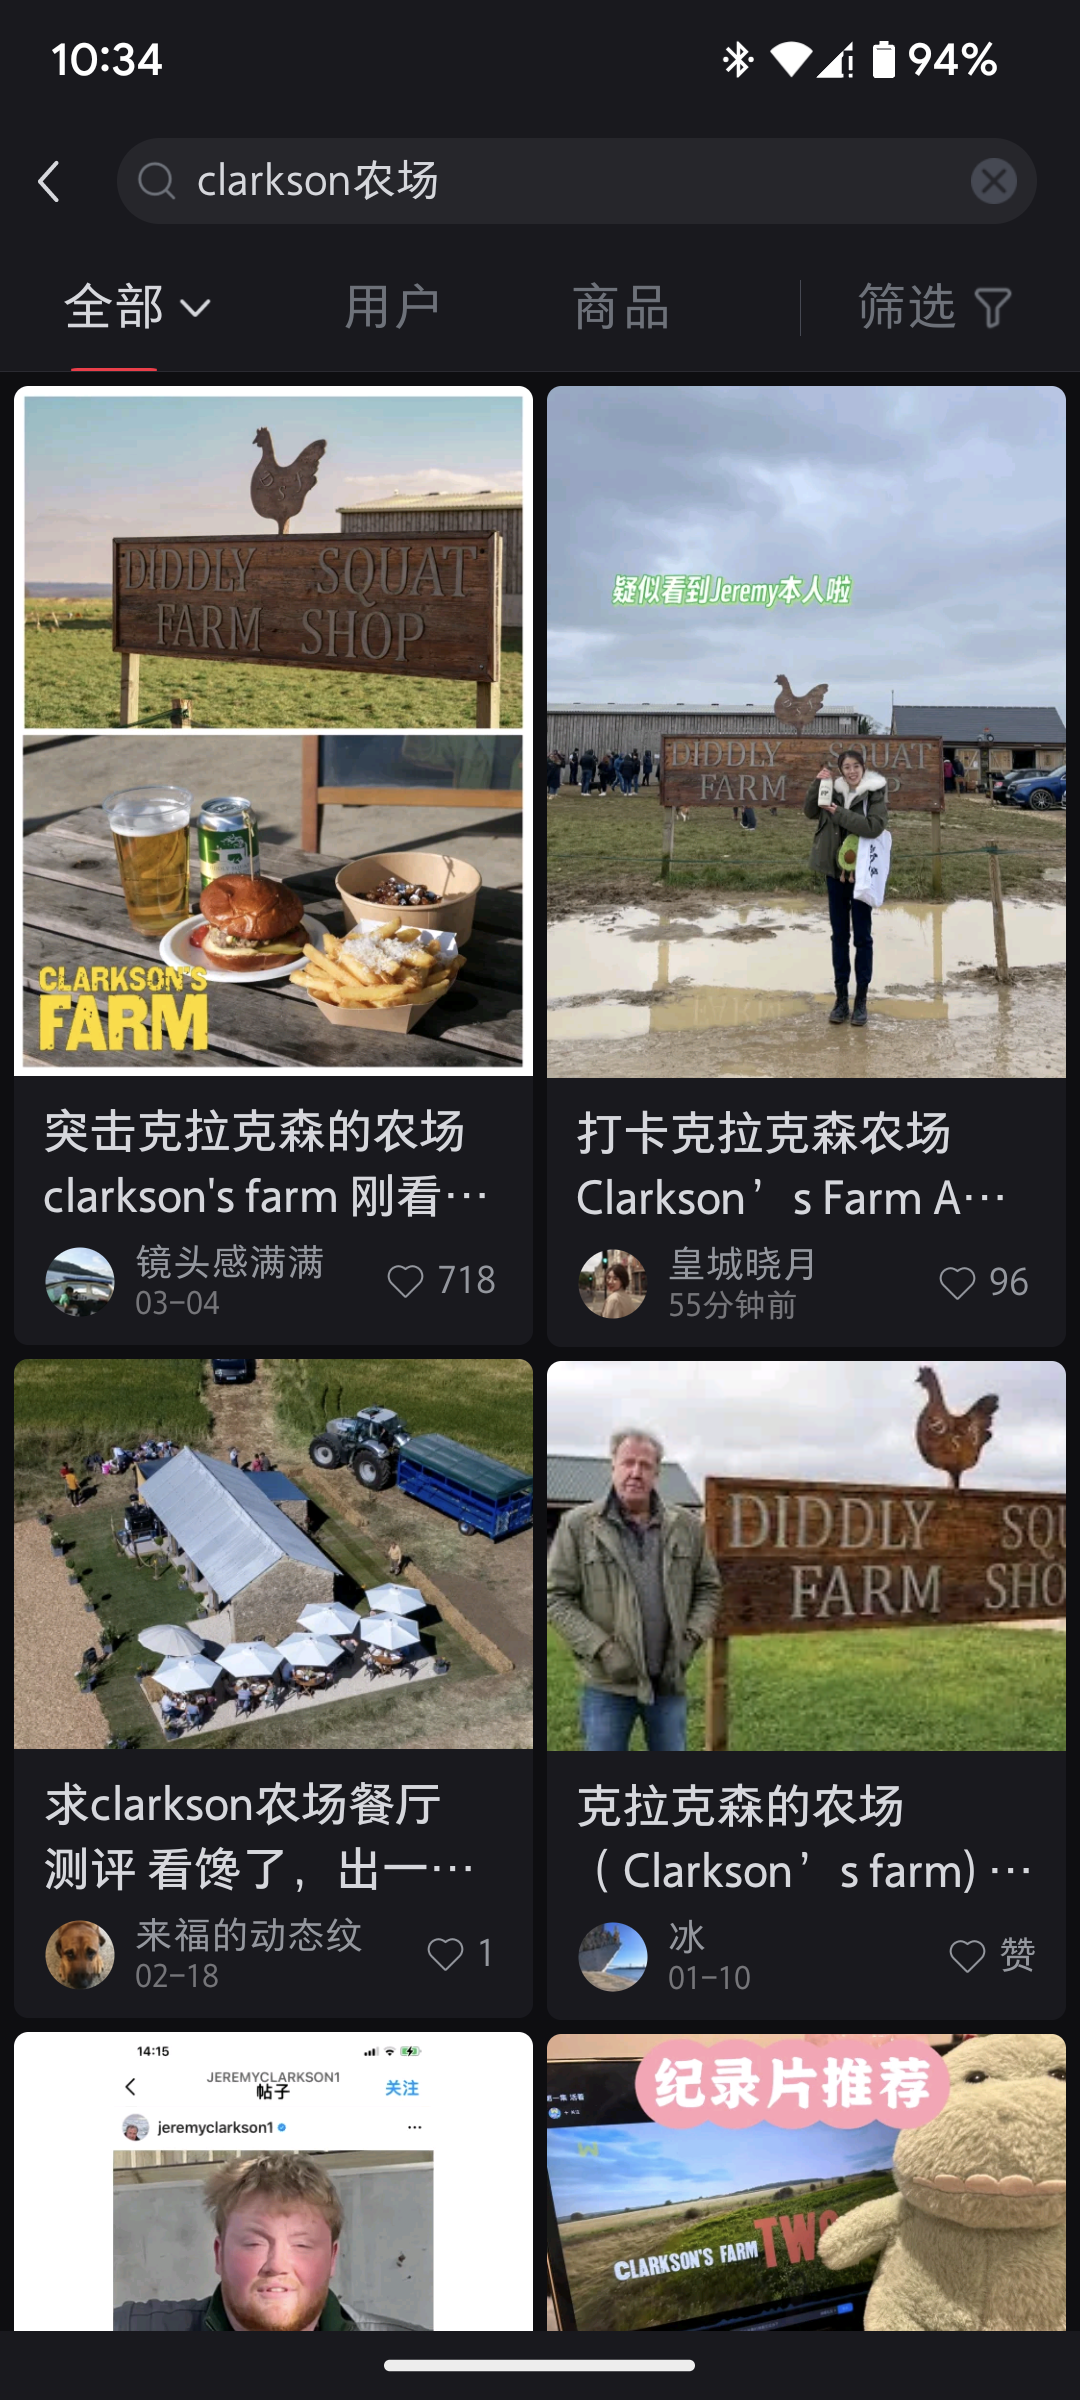 10:34
94%
clarkson农场
全部
用户
商品
筛选
DIDDLY SQUAT
FARM SHOP
CLARKSON'S
FARM
突击克拉克森的农场
clarkson's farm 刚看…
镜头感满满
03-04
718
疑似看到Jeremy本人啦
DIDDLY SQUAT
FARM
打卡克拉克森农场
Clarkson’s Farm A…
皇城晓月
55分钟前
96
求clarkson农场餐厅
测评 看馋了，出一…
来福的动态纹
02-18
1
DIDDLY SQU
FARM SHO
克拉克森的农场
（Clarkson’s farm) …
冰
01-10
赞
14:15
JEREMYCLARKSON1
帖子
关注
jeremyclarkson1
纪录片推荐
CLARKSON'S FARM TWO